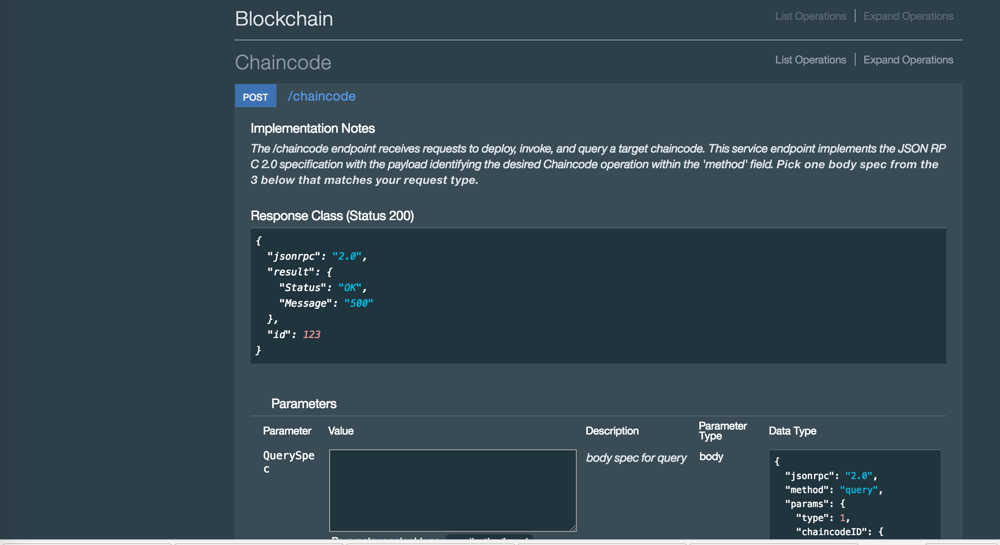 Blockchain
List Operations | Expand Operations
Chaincode
List Operations | Expand Operations
POST /chaincode
Implementation Notes
The /chaincode endpoint receives requests to deploy, invoke, and query a target chaincode. This service endpoint implements the JSON RP
C 2.0 specification with the payload identifying the desired Chaincode operation within the 'method' field. Pick one body spec from the
3 below that matches your request type.
Response Class (Status 200)
{
"jsonrpc": "2.0",
"result": {
"Status": "OK",
"Message": "500"
},
"id": 123
}
Parameters
Parameter Value Description Parameter Type Data Type
QuerySpe
c
body spec for query
body
{
"jsonrpc": "2.0",
"method": "query",
"params": {
"type": 1,
"chaincodeID": {